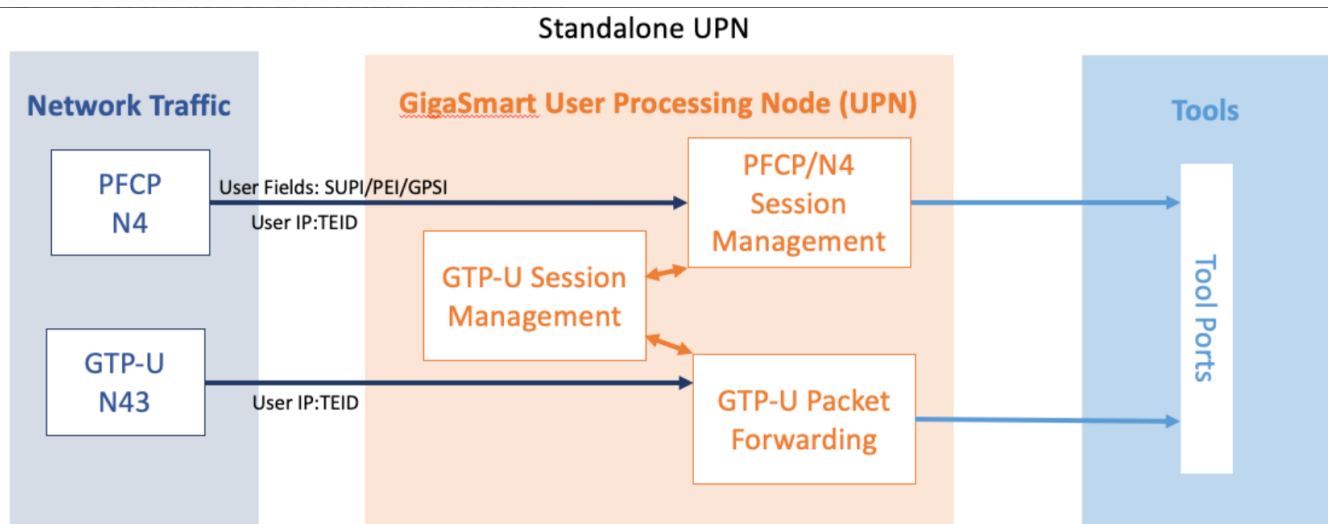 Standalone UPN
Network Traffic
GigaSmart User Processing Node (UPN)
Tools
PFCP
N4
User Fields: SUPI/PEI/GPSI
User IP:TEID
PFCP/N4
Session
Management
GTP-U Session
Management
Tool Ports
GTP-U
N43
User IP:TEID
GTP-U Packet
Forwarding